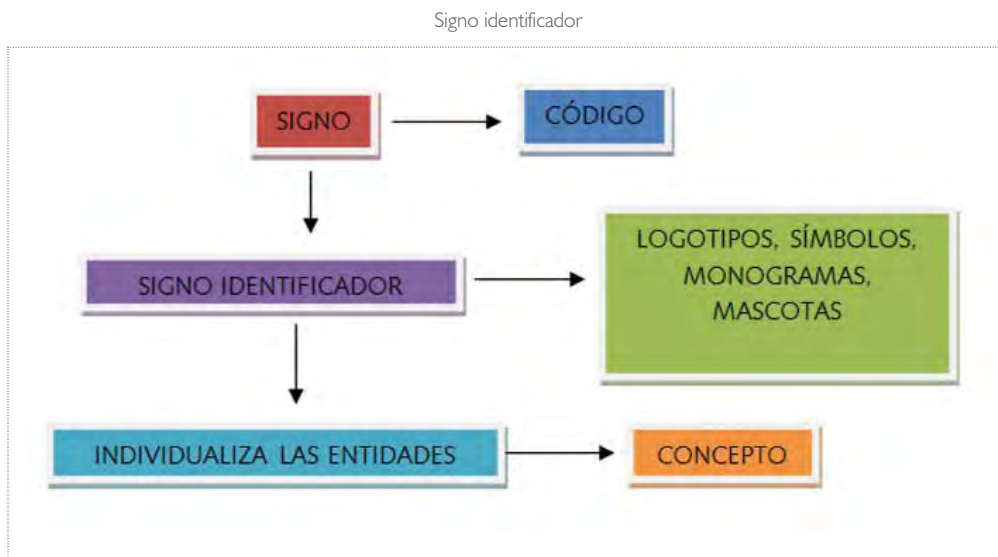 Signo identificador
SIGNO
CÓDIGO
SIGNO IDENTIFICADOR
LOGOTIPOS, SÍMBOLOS,
MONOGRAMAS,
MASCOTAS
INDIVIDUALIZA LAS ENTIDADES
CONCEPTO